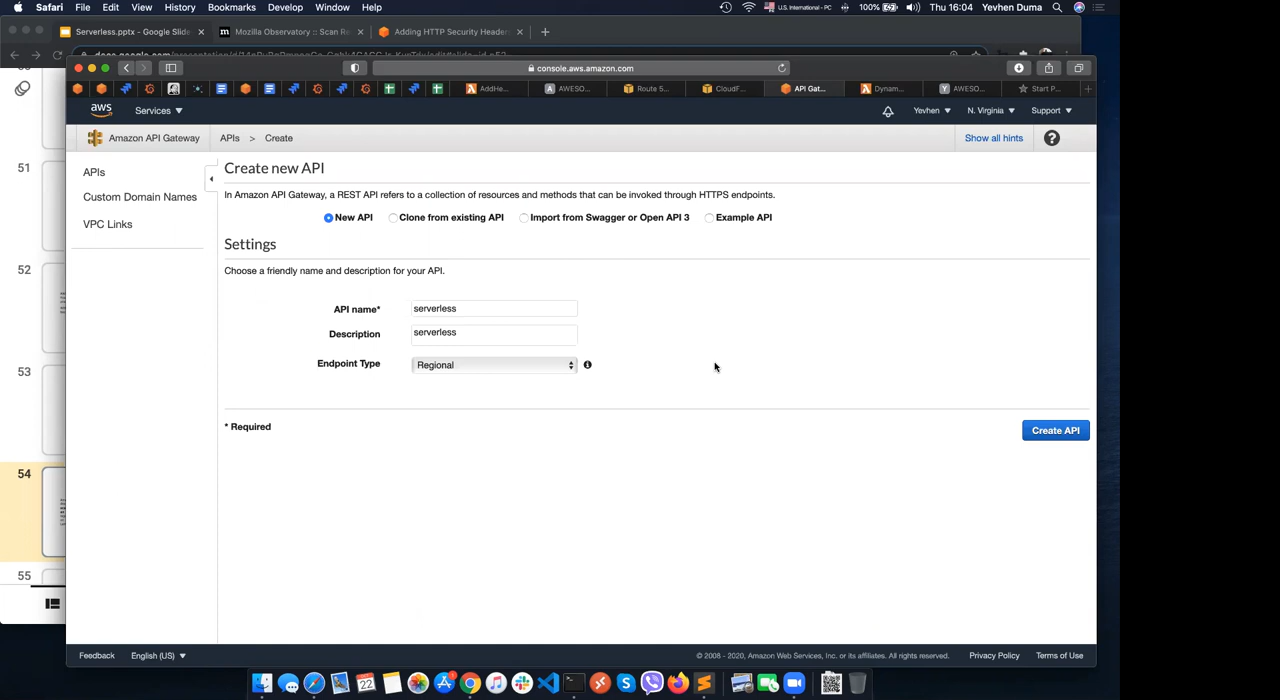 Safari File Edit View History Bookmarks Develop Window Help
U.S. International - PC 100% Thu 16:04 Yevhen Duma
Serverless.pptx - Google Slide
Mozilla Observatory :: Scan Re
Adding HTTP Security Header
console.aws.amazon.com
AddHe...
AWESO...
Route 5...
CloudF...
API Gat...
Dynam...
AWESO...
Start P...
aws
Services
Yevhen
N. Virginia
Support
Amazon API Gateway
APIs > Create
Show all hints
?
51
52
53
54
55
APIs
Custom Domain Names
VPC Links
Create new API
In Amazon API Gateway, a REST API refers to a collection of resources and methods that can be invoked through HTTPS endpoints.
New API Clone from existing API Import from Swagger or Open API 3 Example API
Settings
Choose a friendly name and description for your API.
API name* serverless
Description serverless
Endpoint Type Regional
* Required
Create API
Feedback
English (US)
© 2008 - 2020, Amazon Web Services, Inc. or its affiliates. All rights reserved.
Privacy Policy
Terms of Use
22